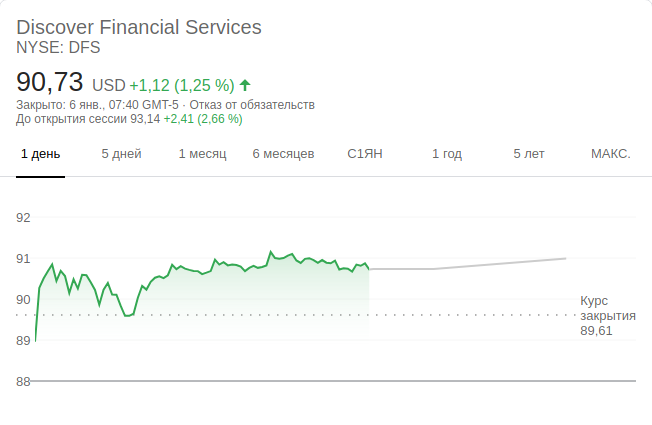 Discover Financial Services
NYSE: DFS
90,73 USD +1,12 (1,25 %)
Закрыто: 6 янв., 07:40 GMT-5 · Отказ от обязательств
До открытия сессии 93,14 +2,41 (2,66 %)
1 день 5 дней 1 месяц 6 месяцев С1ЯН 1 год 5 лет МАКС.
92
91
90
Курс
закрытия
89,61
89
88